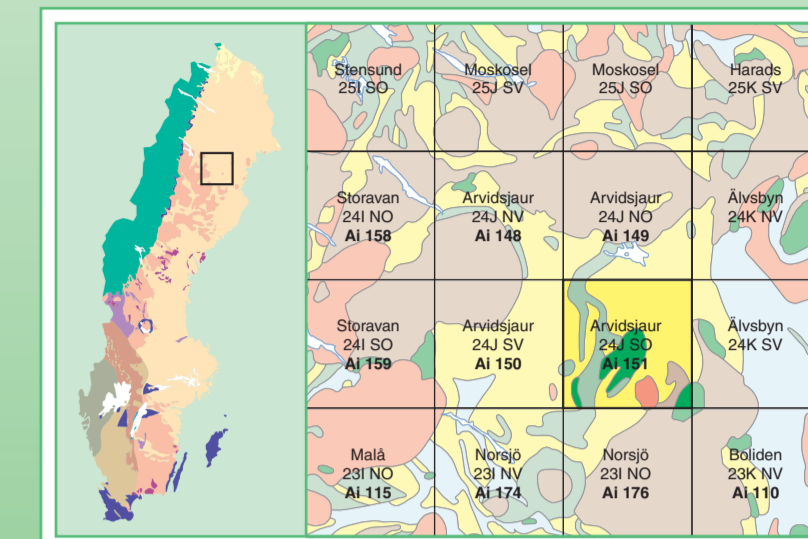 Stensund
25I SO
Moskosel
25J SV
Moskosel
25J SO
Harads
25K SV
Storavan
24I NO
Ai 158
Arvidsjaur
24J NV
Ai 148
Arvidsjaur
24J NO
Ai 149
Älvsbyn
24K NV
Storavan
24I SO
Ai 159
Arvidsjaur
24J SV
Ai 150
Arvidsjaur
24J SO
Ai 151
Älvsbyn
24K SV
Malå
23I NO
Ai 115
Norsjö
23I NV
Ai 174
Norsjö
23I NO
Ai 176
Boliden
23K NV
Ai 110